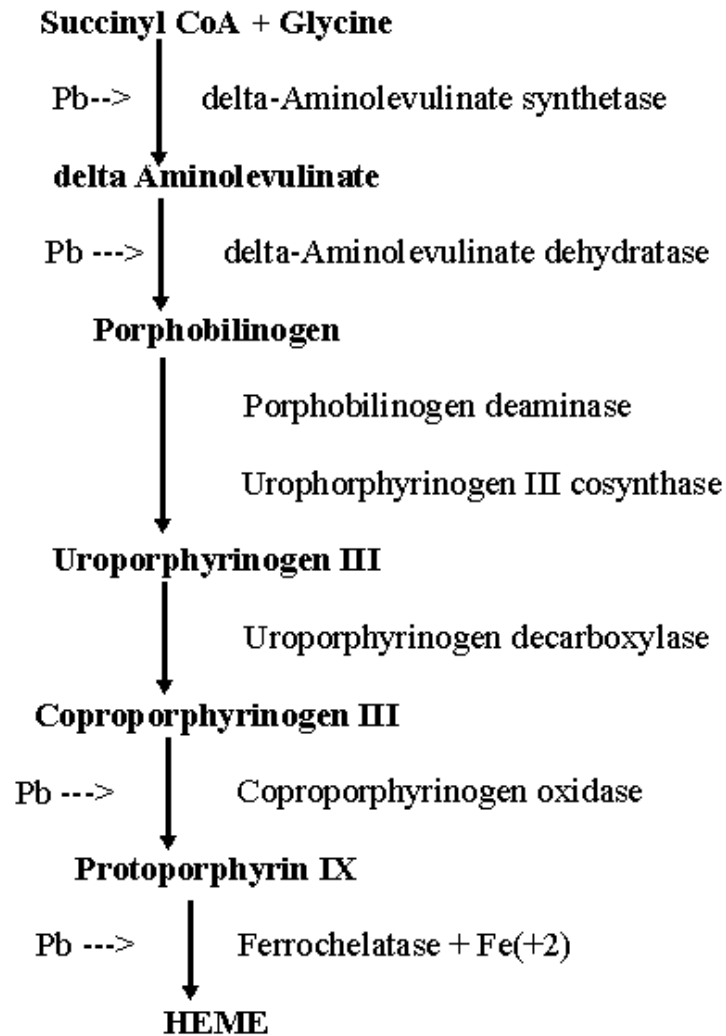 Succinyl CoA + Glycine
Pb--> delta-Aminolevulinate synthetase
delta Aminolevulinate
Pb ---> delta-Aminolevulinate dehydratase
Porphobilinogen
Porphobilinogen deaminase
Urophorphyrinogen III cosynthase
Uroporphyrinogen III
Uroporphyrinogen decarboxylase
Coproporphyrinogen III
Pb ---> Coproporphyrinogen oxidase
Protoporphyrin IX
Pb ---> Ferrochelatase + Fe(+2)
HEME